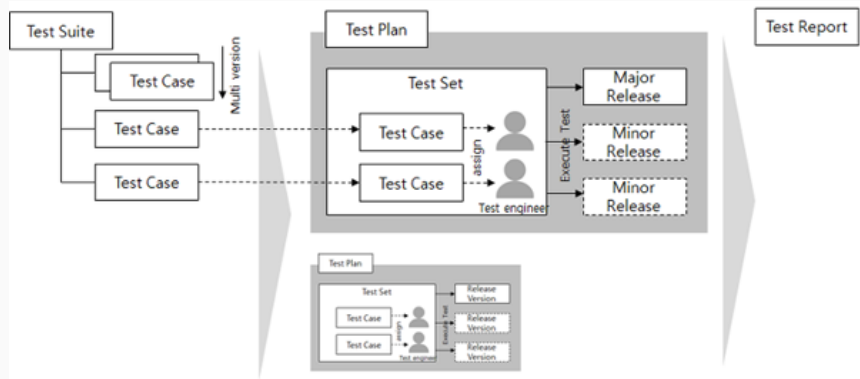 Test Suite
Test Case
Multi version
Test Case
Test Case
Test Plan
Test Set
Test Case
Test Case
assign
Test engineer
Execute Test
Major
Release
Minor
Release
Minor
Release
Test Plan
Test Set
Test Case
Test Case
assign
Test engineer
Execute Test
Release
Version
Release
Version
Release
Version
Test Report